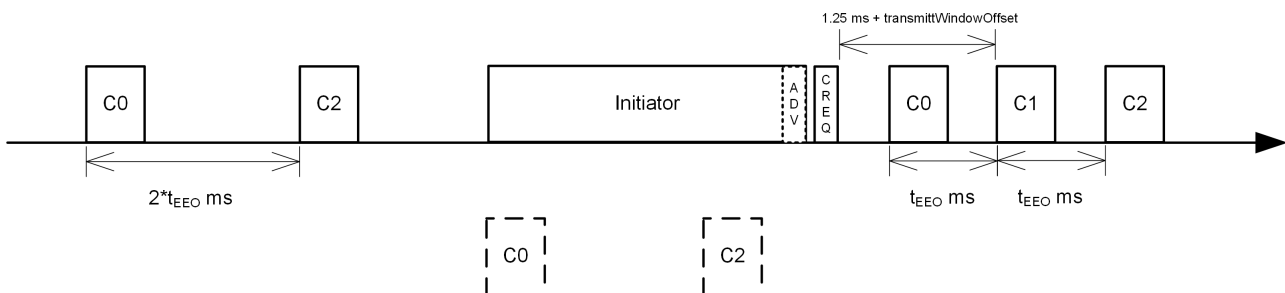 1.25 ms + transmittWindowOffset
C0
C2
Initiator
ADV
CREQ
C0
C1
C2
2*tEEO ms
tEEO ms
tEEO ms
C0
C2